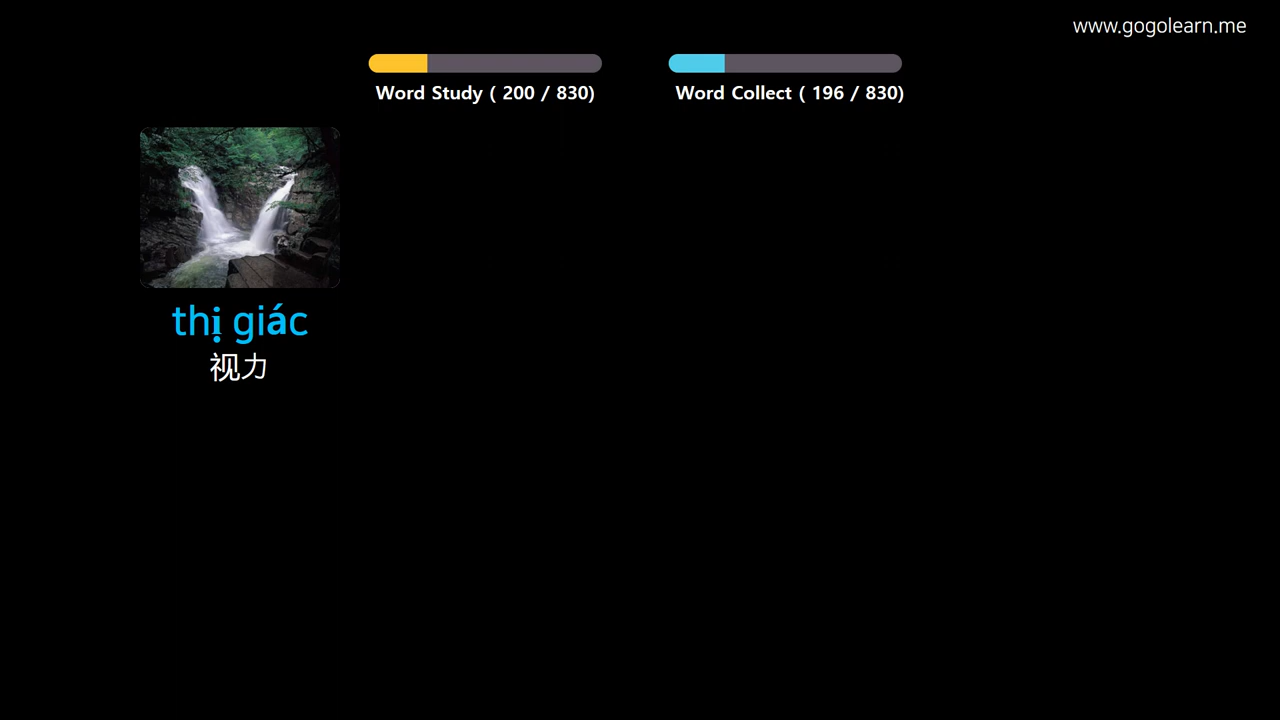 www.gogolearn.me
Word Study ( 200 / 830)
Word Collect ( 196 / 830)
thị giác
视力